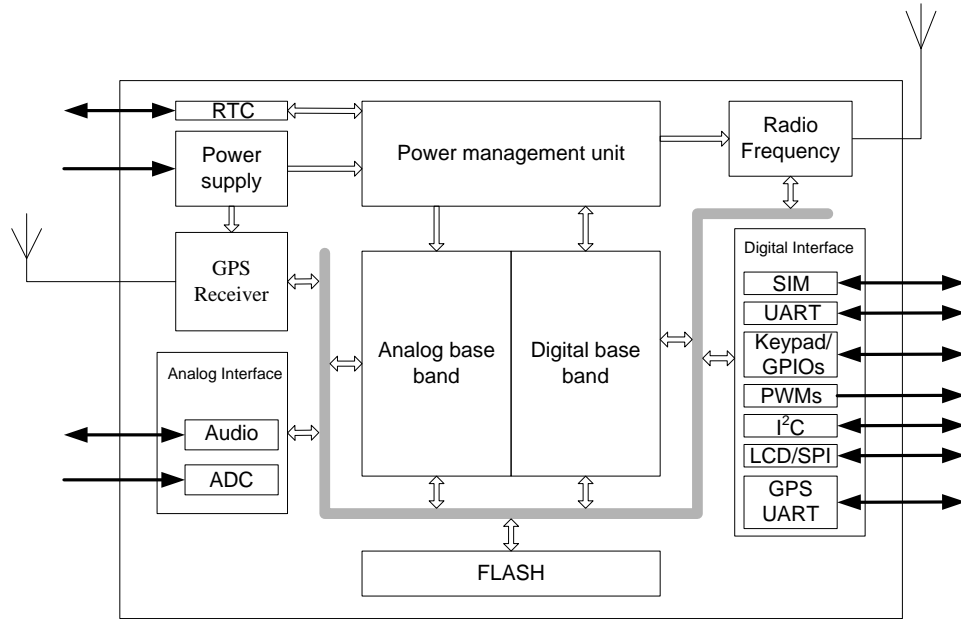 RTC
Power
supply
Power management unit
Radio
Frequency
GPS
Receiver
Analog base
band
Digital base
band
Analog Interface
Audio
ADC
Digital Interface
SIM
UART
Keypad/
GPIOs
PWMs
I²C
LCD/SPI
GPS
UART
FLASH